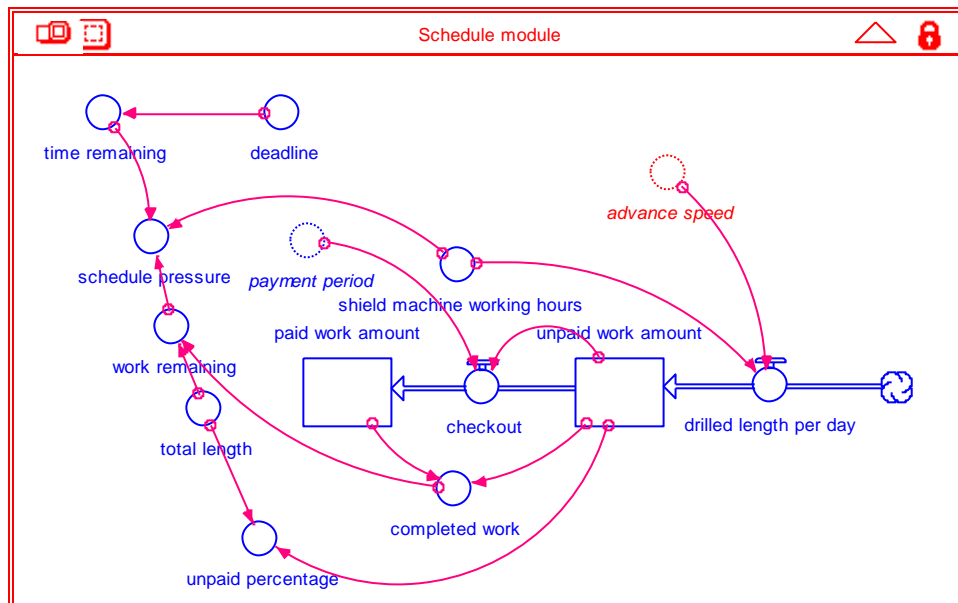 Schedule module
time remaining
deadline
advance speed
schedule pressure
payment period
shield machine working hours
paid work amount
unpaid work amount
work remaining
checkout
drilled length per day
total length
completed work
unpaid percentage